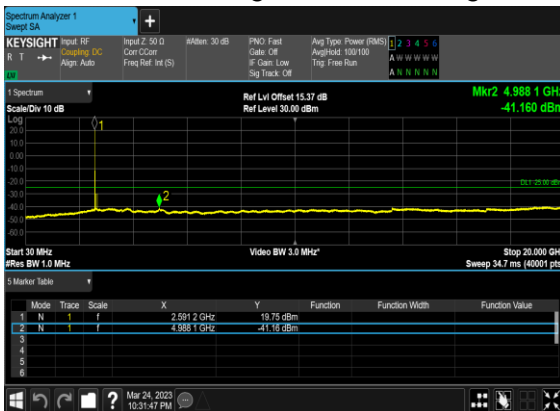 Spectrum Analyzer 1
Swept SA
KEYSIGHT
R T
LV
Input: RF
Coupling: DC
Align: Auto
Input Z: 50 Ω
Corr CCorr
Freq Ref: Int (S)
#Atten: 30 dB
PNO: Fast
Gate: Off
IF Gain: Low
Sig Track: Off
Avg Type: Power (RMS)
Avg|Hold: 100/100
Trig: Free Run
1 2 3 4 5 6
A W W W W W
A N N N N N
1 Spectrum
Scale/Div 10 dB
Ref Lvl Offset 15.37 dB
Ref Level 30.00 dBm
Mkr2 4.988 1 GHz
-41.160 dBm
Log
20.0
10.0
0.00
-10.0
-20.0
-30.0
-40.0
-50.0
-60.0
1
2
DL1 -25.00 dBm
Start 30 MHz
#Res BW 1.0 MHz
Video BW 3.0 MHz*
Stop 20.000 GHz
Sweep 34.7 ms (40001 pts)
5 Marker Table
Mode Trace Scale X Y Function Function Width Function Value
1 N 1 f 2.591 2 GHz 19.75 dBm
2 N 1 f 4.988 1 GHz -41.16 dBm
3
4
5
6
?
Mar 24, 2023
10:31:47 PM